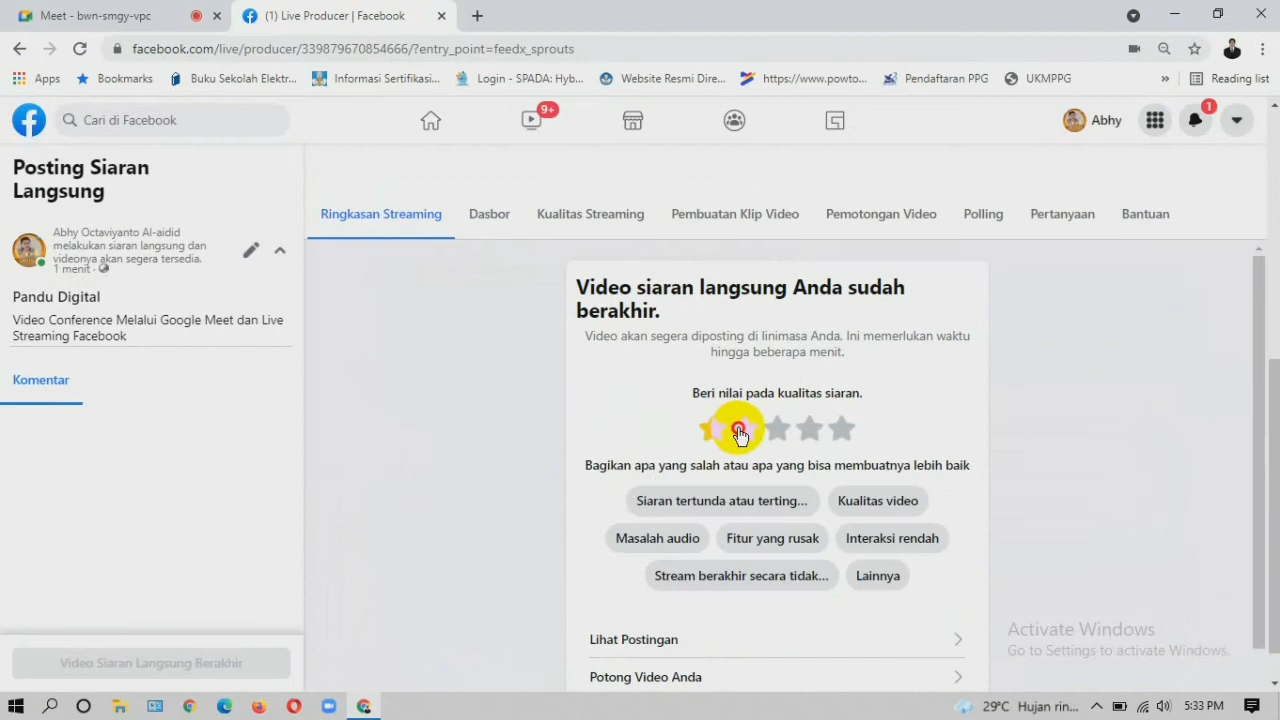 Meet - bwn-smgy-vpc
(1) Live Producer | Facebook
facebook.com/live/producer/339879670854666/?entry_point=feedx_sprouts
Apps
Bookmarks
Buku Sekolah Elektr...
Informasi Sertifikasi...
Login - SPADA: Hyb...
Website Resmi Dire...
https://www.powto...
Pendaftaran PPG
UKMPPG
»
Reading list
Cari di Facebook
9+
Abhy
1
Posting Siaran
Langsung
Abhy Octaviyanto Al-aidid
melakukan siaran langsung dan
videonya akan segera tersedia.
1 menit ·
Pandu Digital
Video Conference Melalui Google Meet dan Live
Streaming Facebook
Komentar
Video Siaran Langsung Berakhir
Ringkasan Streaming
Dasbor
Kualitas Streaming
Pembuatan Klip Video
Pemotongan Video
Polling
Pertanyaan
Bantuan
Video siaran langsung Anda sudah
berakhir.
Video akan segera diposting di linimasa Anda. Ini memerlukan waktu
hingga beberapa menit.
Beri nilai pada kualitas siaran.
Bagikan apa yang salah atau apa yang bisa membuatnya lebih baik
Siaran tertunda atau terting...
Kualitas video
Masalah audio
Fitur yang rusak
Interaksi rendah
Stream berakhir secara tidak...
Lainnya
Lihat Postingan
Potong Video Anda
Activate Windows
Go to Settings to activate Windows.
29°C Hujan rin...
5:33 PM